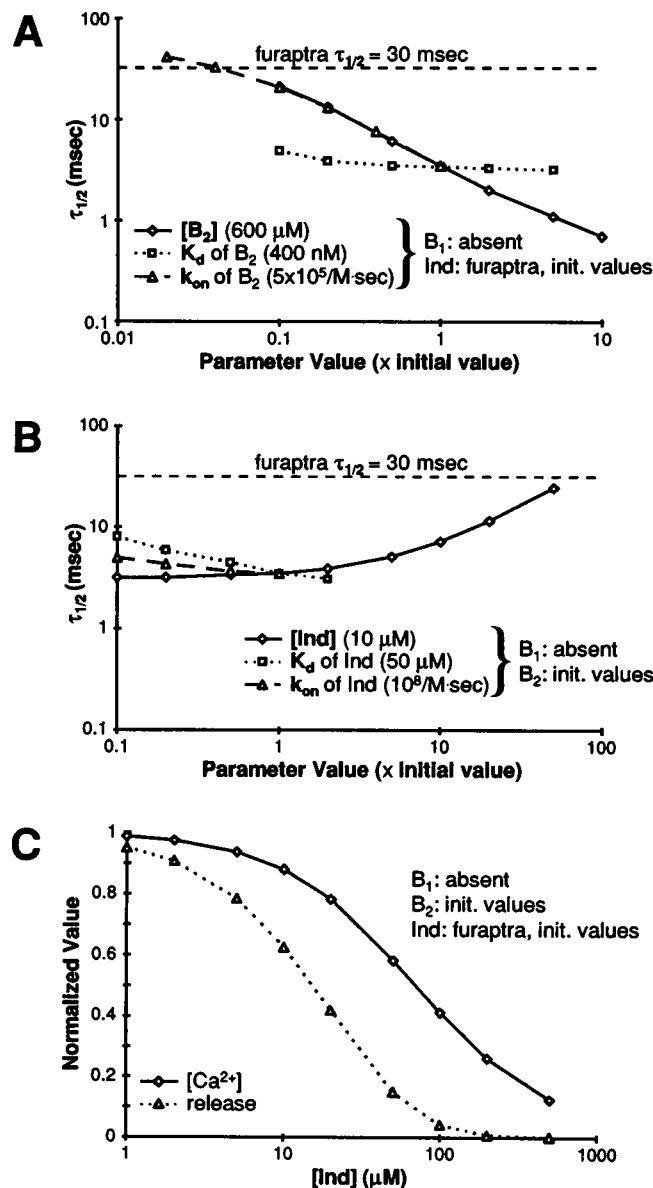 A
100
10
1
0.1
τ1/2 (msec)
furaptra τ1/2 = 30 msec
[B2] (600 μM)
Kd of B2 (400 nM)
kon of B2 (5x10^5/M·sec)
B1: absent
Ind: furaptra, init. values
0.01 0.1 1 10
Parameter Value (x initial value)
B
100
10
1
0.1
τ1/2 (msec)
furaptra τ1/2 = 30 msec
[Ind] (10 μM)
Kd of Ind (50 μM)
kon of Ind (10^8/M·sec)
B1: absent
B2: init. values
0.1 1 10 100
Parameter Value (x initial value)
C
1
0.8
0.6
0.4
0.2
0
Normalized Value
B1: absent
B2: init. values
Ind: furaptra, init. values
[Ca2+]
release
1 10 100 1000
[Ind] (μM)